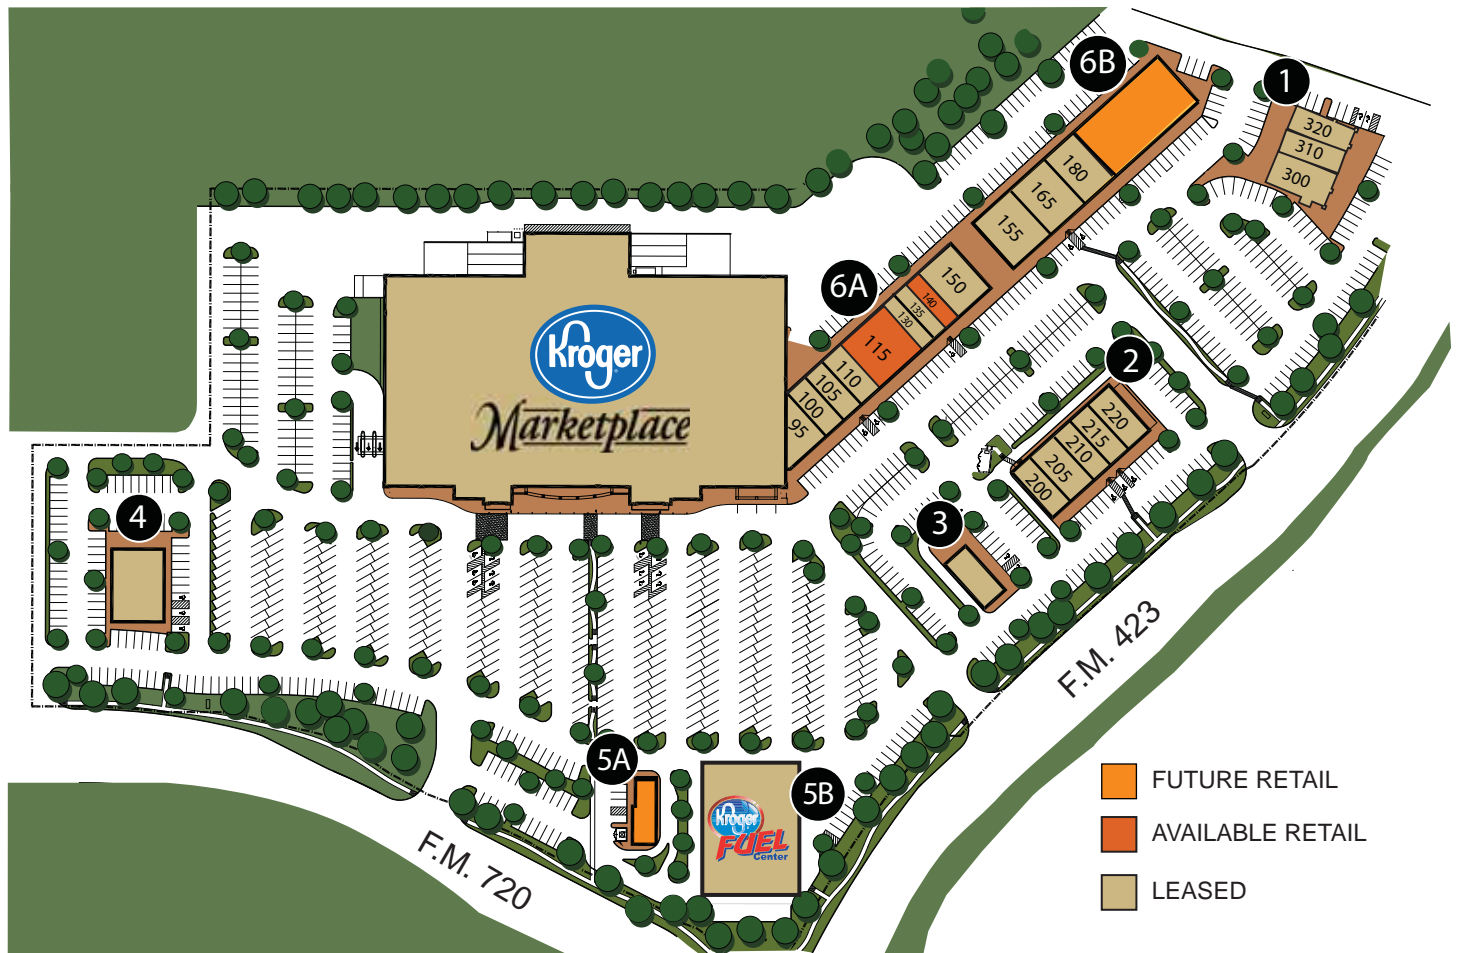 6B
1
320
310
300
180
165
155
6A
150
140
135
130
115
110
105
100
95
Kroger
Marketplace
2
220
215
210
205
200
4
3
F.M. 423
5A
5B
Kroger
FUEL
Center
F.M. 720
FUTURE RETAIL
AVAILABLE RETAIL
LEASED